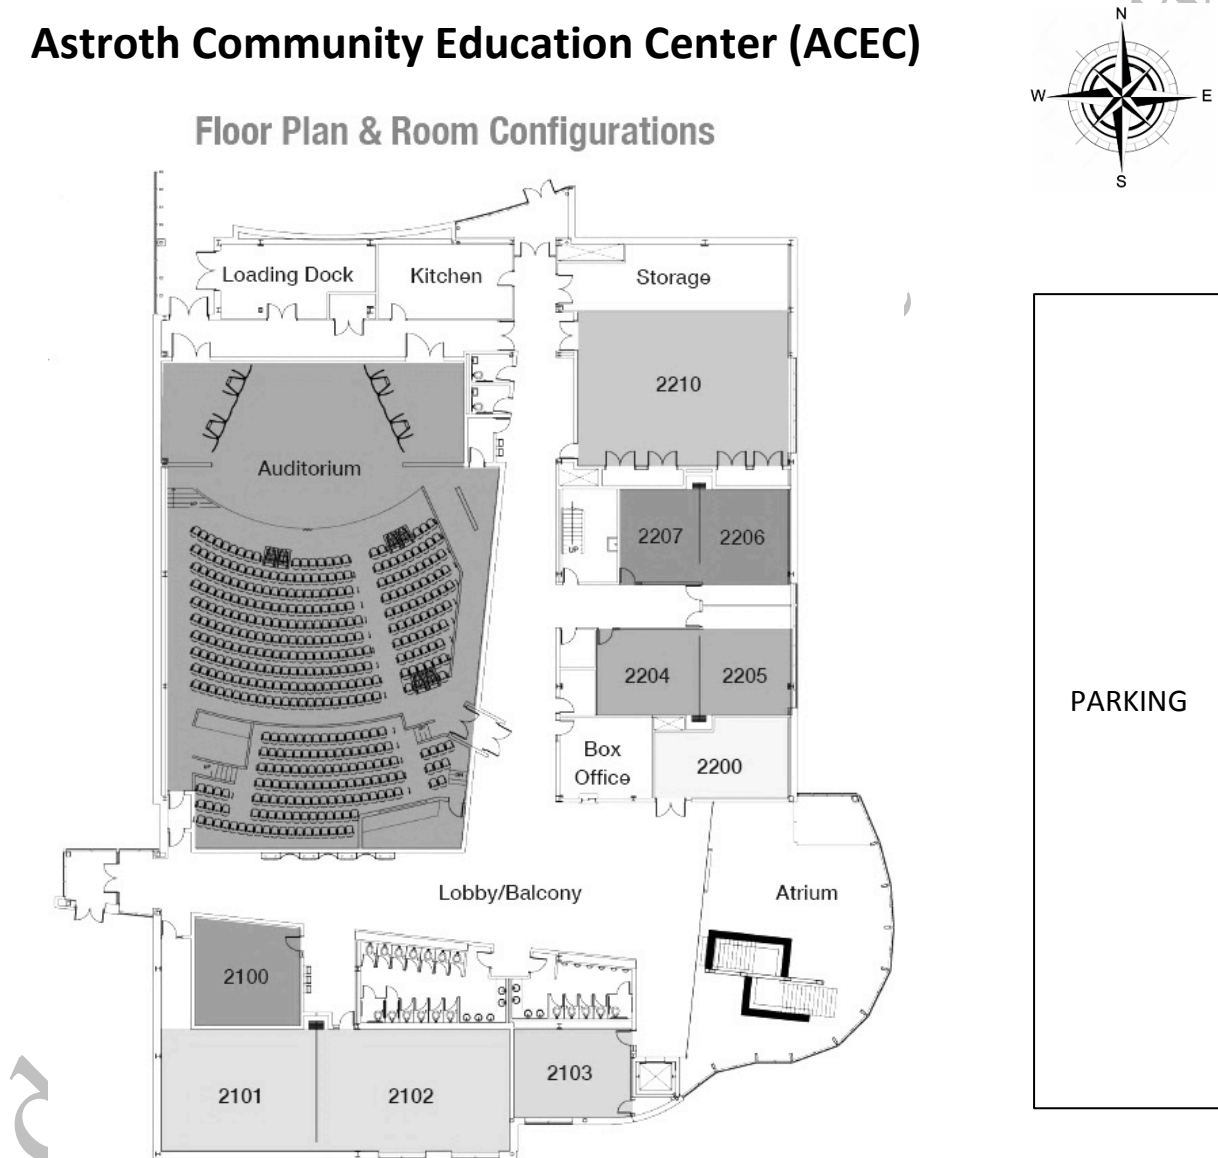 Astroth Community Education Center (ACEC)
N
W
E
S
Floor Plan & Room Configurations
Loading Dock
Kitchen
Storage
2210
Auditorium
2207
2206
UP
2204
2205
PARKING
Box
Office
2200
Lobby/Balcony
Atrium
2100
2101
2102
2103